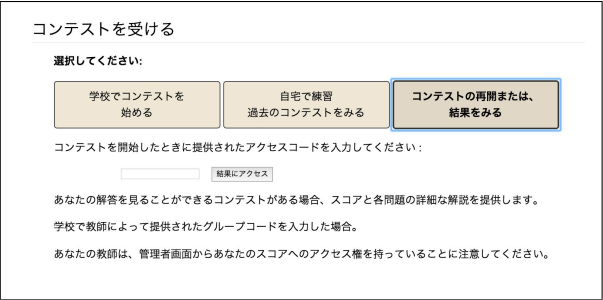 コンテストを受ける
選択してください:
学校でコンテストを
始める
自宅で練習
過去のコンテストをみる
コンテストの再開または、
結果をみる
コンテストを開始したときに提供されたアクセスコードを入力してください :
結果にアクセス
あなたの解答を見ることができるコンテストがある場合、スコアと各問題の詳細な解説を提供します。
学校で教師によって提供されたグループコードを入力した場合。
あなたの教師は、管理者画面からあなたのスコアへのアクセス権を持っていることに注意してください。